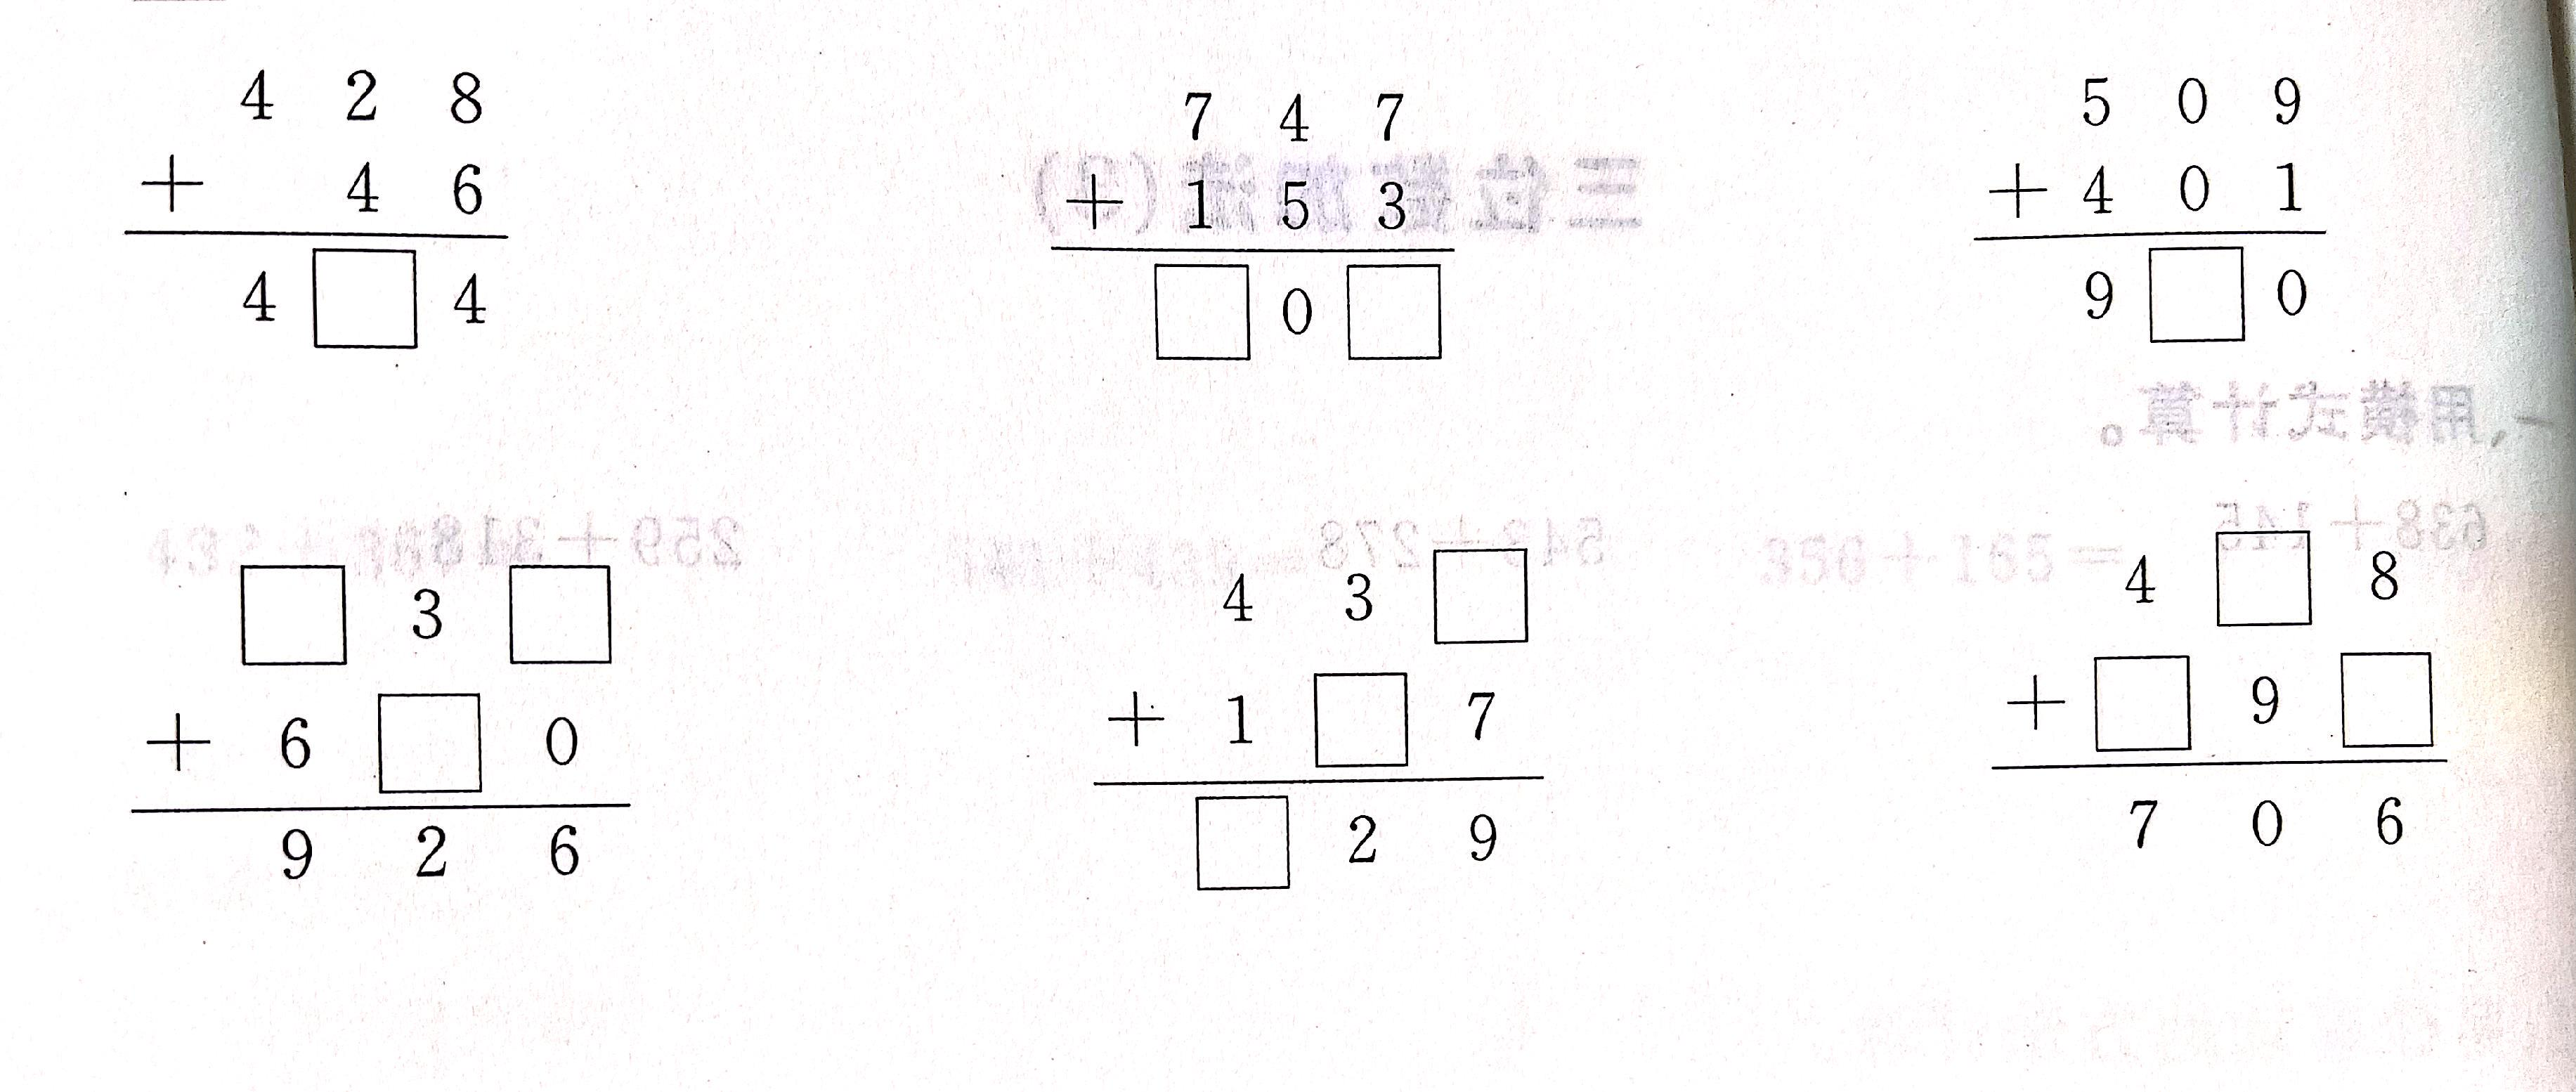 4 2 8
+ 4 6
4 □ 4
7 4 7
+ 1 5 3
□ 0 □
5 0 9
+ 4 0 1
9 □ 0
□ 3 □
+ 6 □ 0
9 2 6
4 3 □
+ 1 □ 7
□ 2 9
4 □ 8
+ □ 9 □
7 0 6